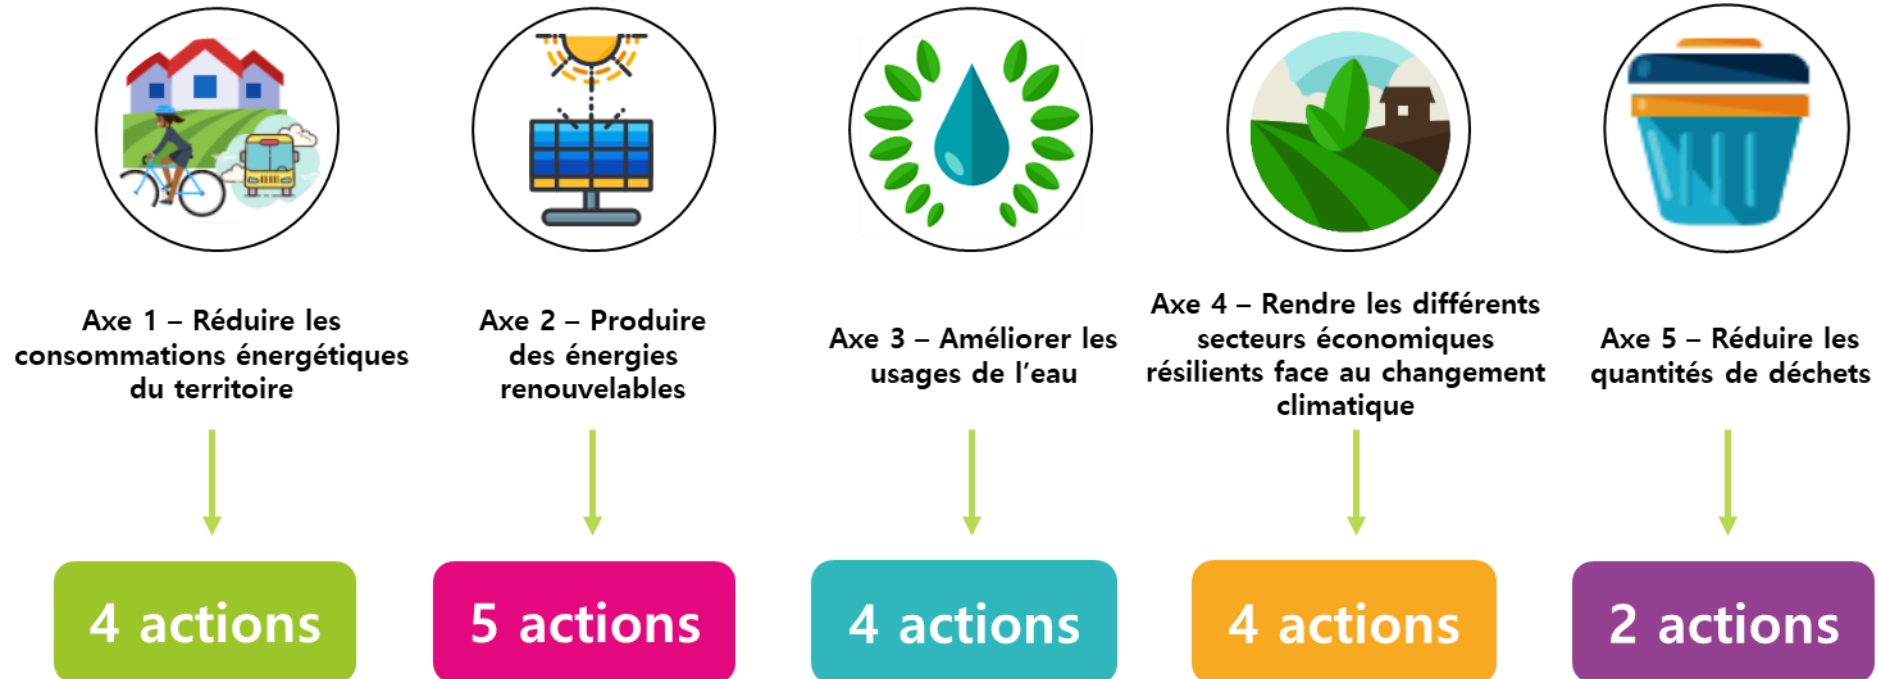 Axe 1 – Réduire les
consommations énergétiques
du territoire
Axe 2 – Produire
des énergies
renouvelables
Axe 3 – Améliorer les
usages de l’eau
Axe 4 – Rendre les différents
secteurs économiques
résilients face au changement
climatique
Axe 5 – Réduire les
quantités de déchets
4 actions
5 actions
4 actions
4 actions
2 actions